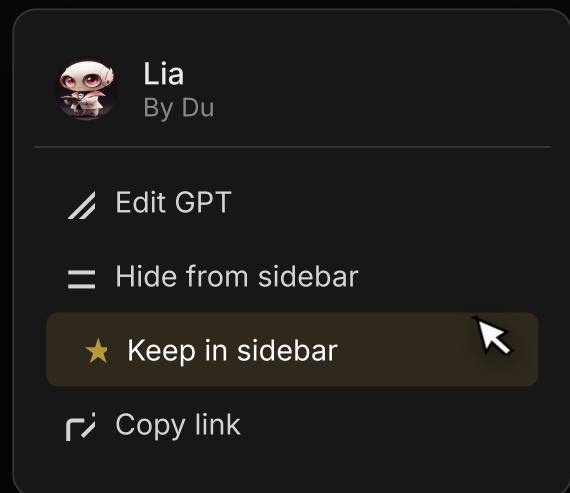 Lia
By Du
Edit GPT
Hide from sidebar
Keep in sidebar
Copy link